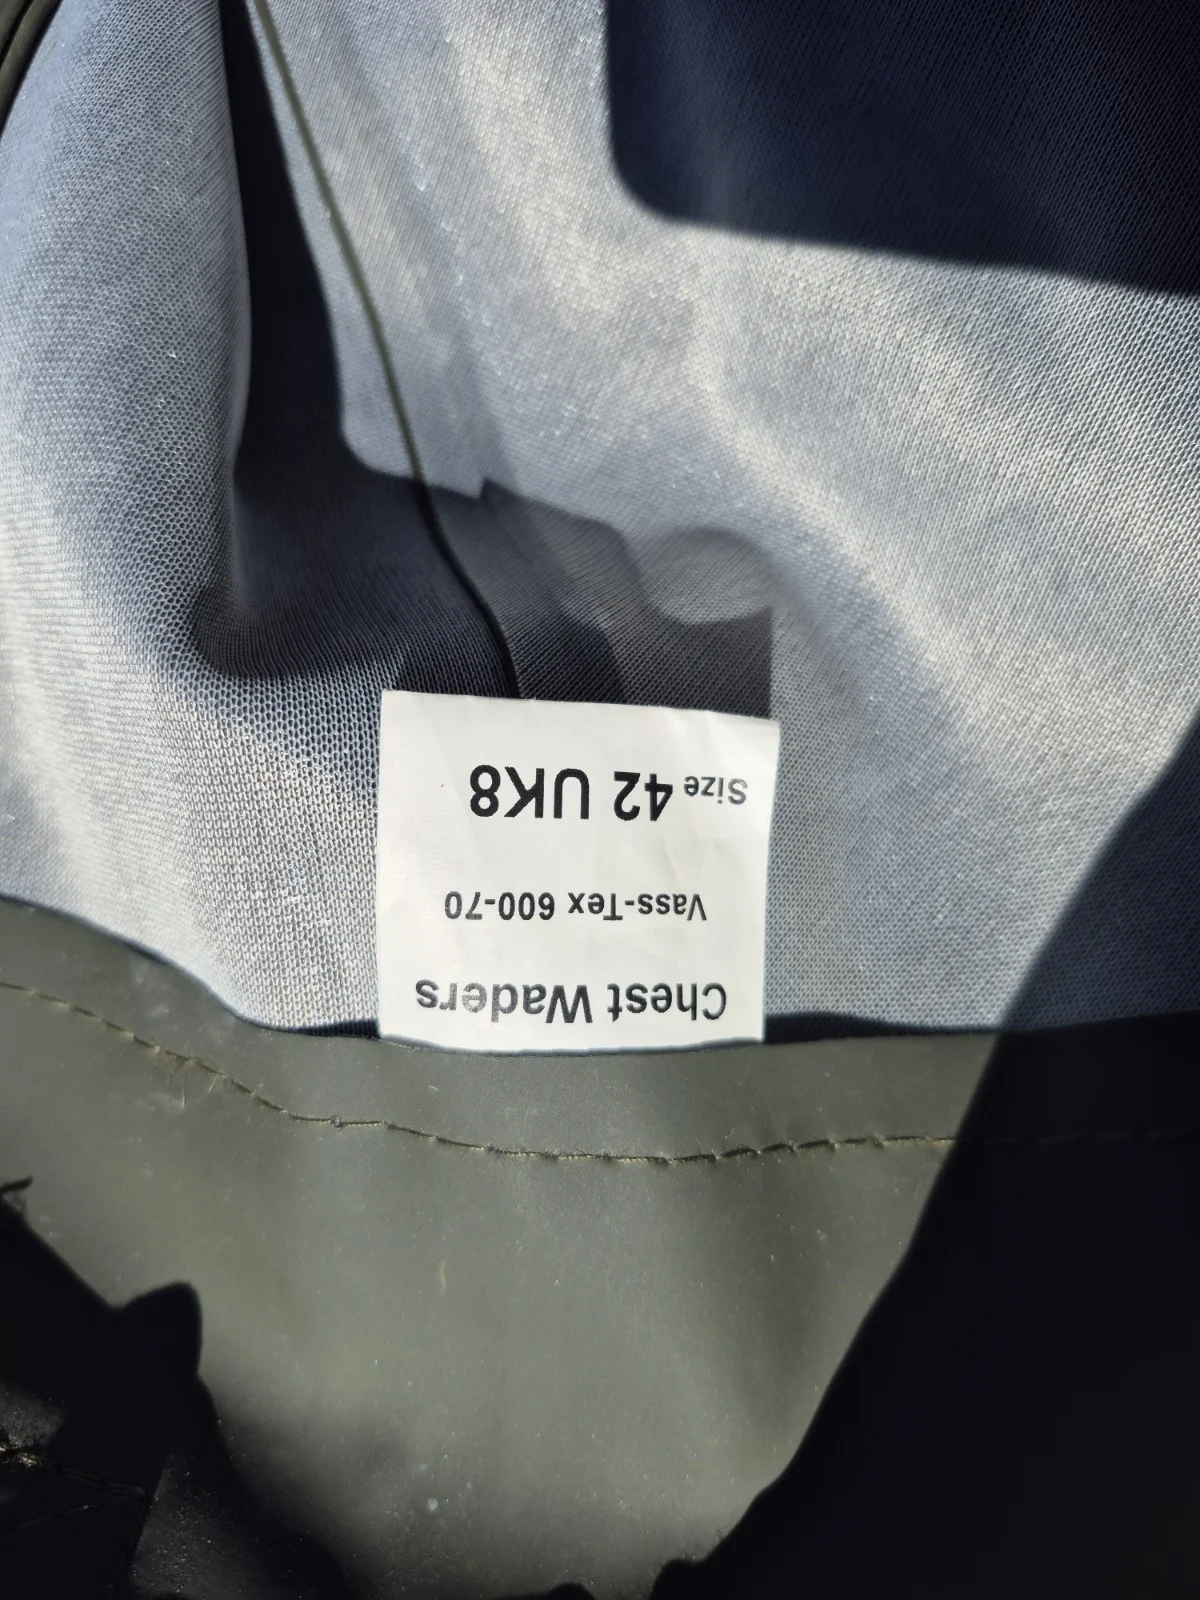 Chest Waders
Vass-Tex 600-70
Size 42 UK8